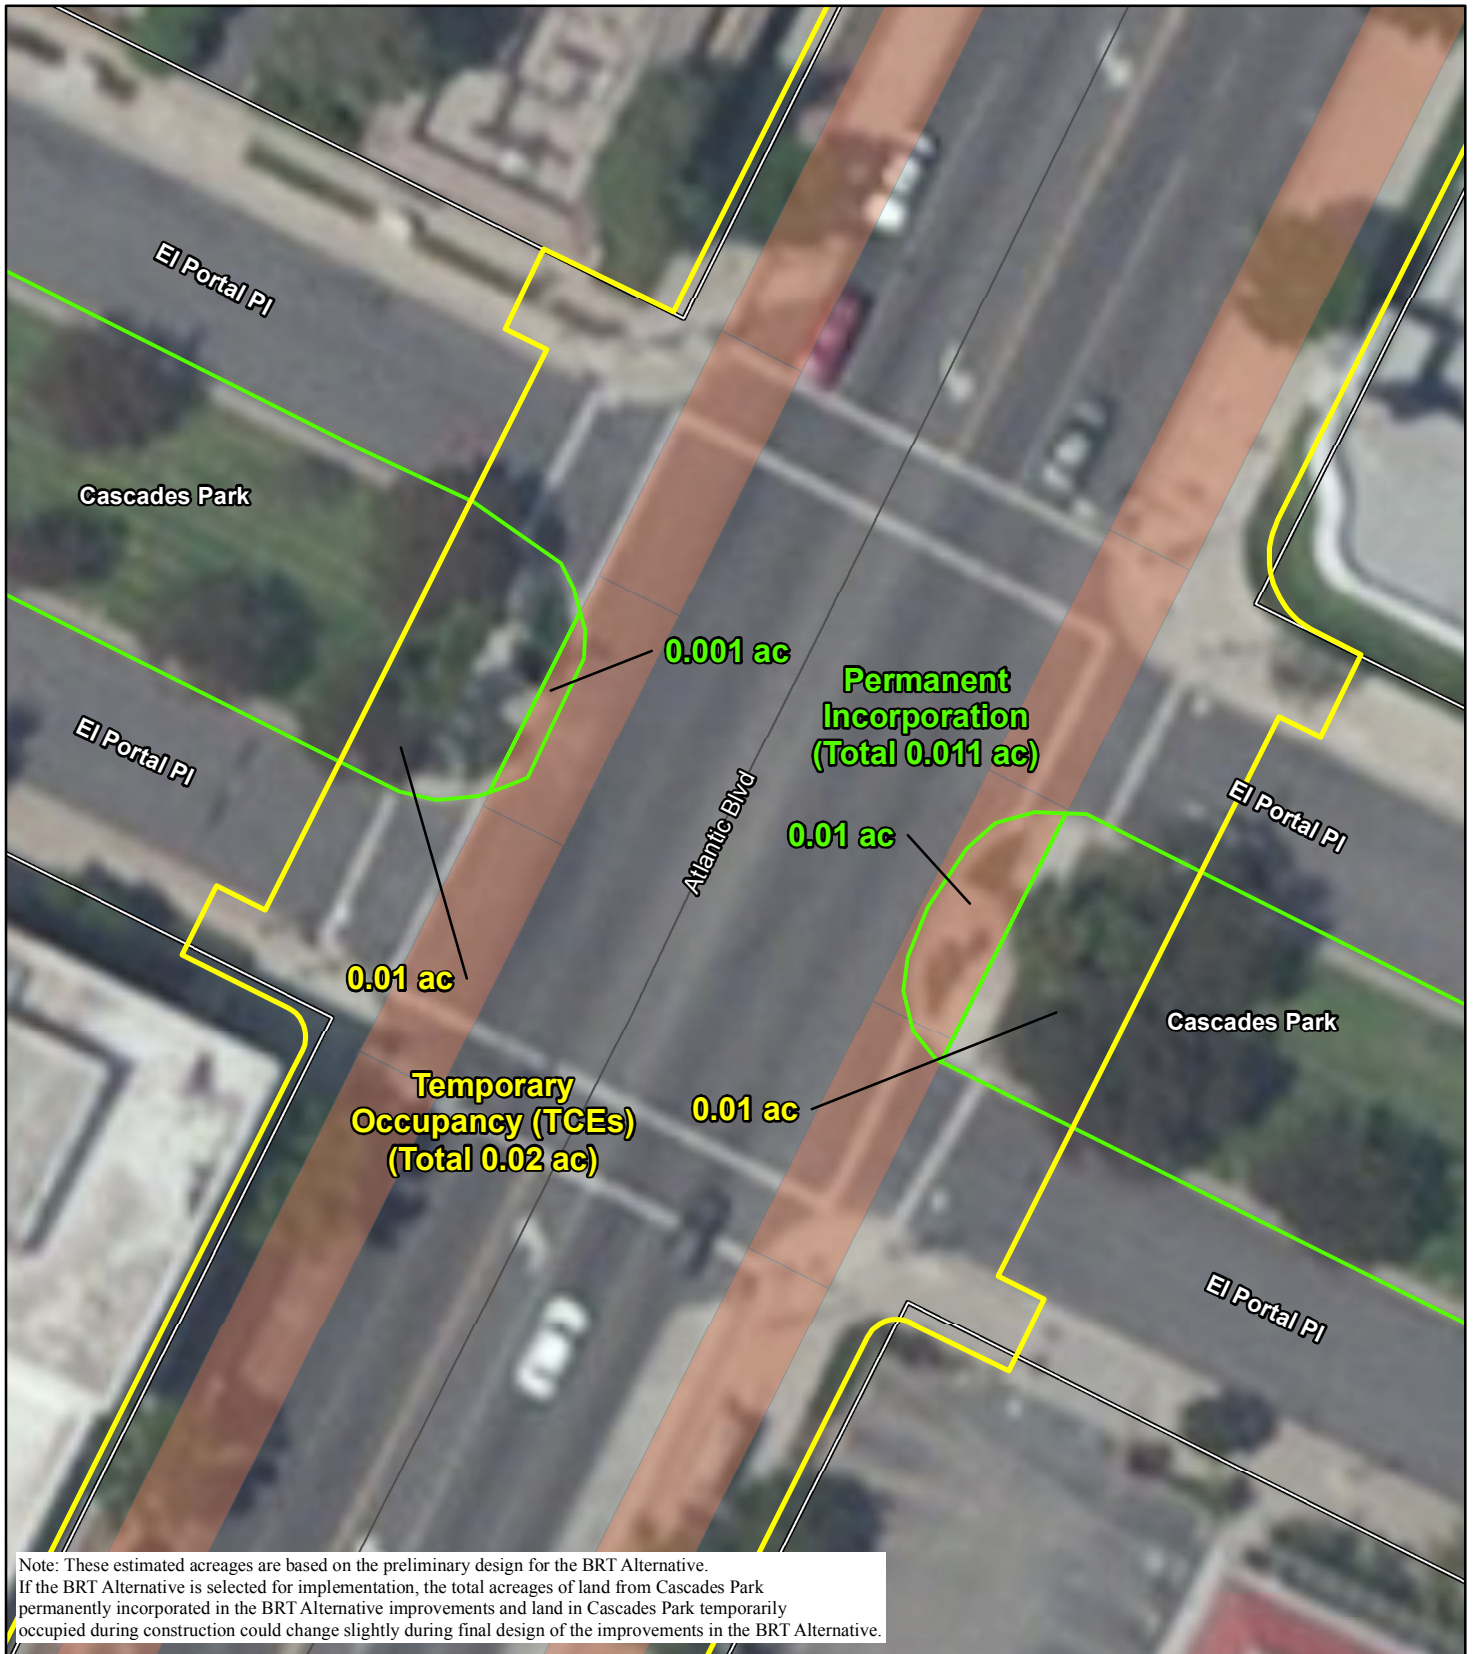 El Portal Pl
Cascades Park
0.001 ac
Permanent
Incorporation
(Total 0.011 ac)
El Portal Pl
El Portal Pl
Atlantic Blvd
0.01 ac
0.01 ac
Cascades Park
Temporary
Occupancy (TCEs)
(Total 0.02 ac)
0.01 ac
El Portal Pl
Note: These estimated acreages are based on the preliminary design for the BRT Alternative.
If the BRT Alternative is selected for implementation, the total acreages of land from Cascades Park
permanently incorporated in the BRT Alternative improvements and land in Cascades Park temporarily
occupied during construction could change slightly during final design of the improvements in the BRT Alternative.